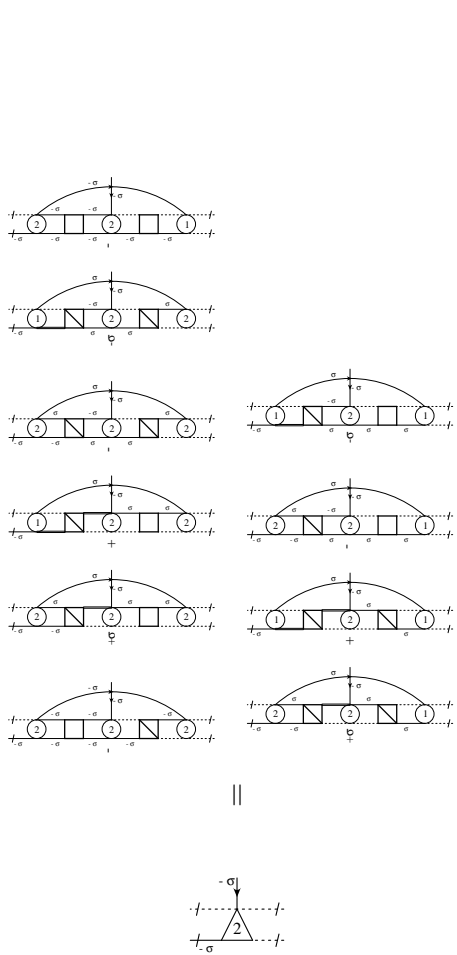 - σ
- σ
- σ - σ
2 2 1
- σ - σ - σ - σ - σ
-
σ
- σ
- σ σ
1 2 2
- σ σ σ
σ
- σ
σ - σ σ
2 2 2
- σ - σ σ σ
-
σ
- σ
- σ
1 2 1
- σ σ σ
σ
- σ
σ σ
1 2 2
- σ - σ
+
σ
- σ
σ - σ
2 2 1
- σ - σ σ σ
-
σ
- σ
σ σ
2 2 2
- σ - σ
+
σ
- σ
σ
1 2 1
- σ σ
+
- σ
- σ
- σ - σ - σ
2 2 2
- σ - σ - σ - σ
-
σ
- σ
σ σ
2 2 1
- σ - σ σ
+
||
- σ
2
- σ